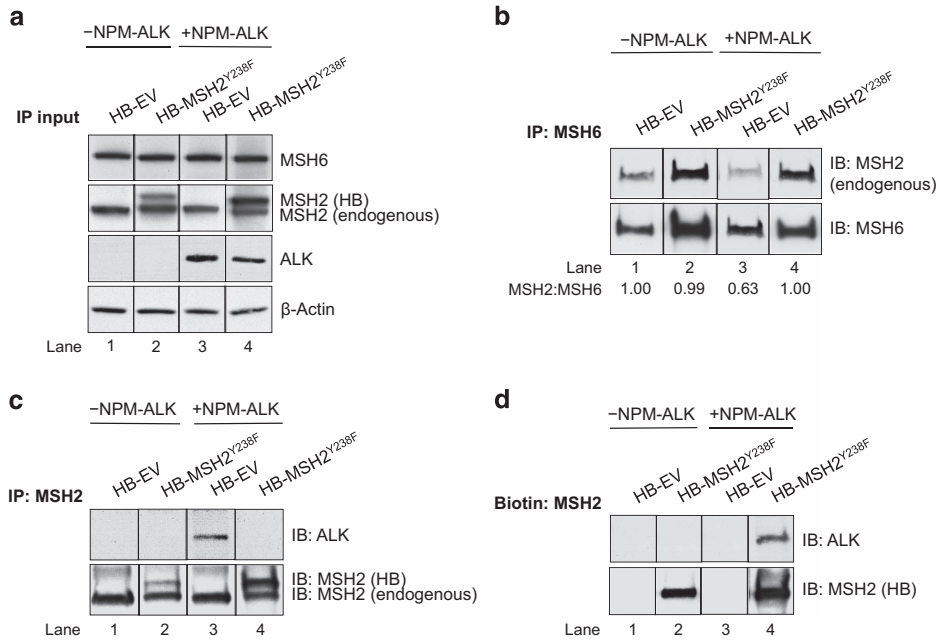 a
−NPM-ALK +NPM-ALK
HB-EV HB-MSH2Y238F HB-EV HB-MSH2Y238F
IP input
MSH6
MSH2 (HB)
MSH2 (endogenous)
ALK
β-Actin
Lane 1 2 3 4
b
−NPM-ALK +NPM-ALK
HB-EV HB-MSH2Y238F HB-EV HB-MSH2Y238F
IP: MSH6
IB: MSH2
(endogenous)
IB: MSH6
Lane 1 2 3 4
MSH2:MSH6 1.00 0.99 0.63 1.00
c
−NPM-ALK +NPM-ALK
HB-EV HB-MSH2Y238F HB-EV HB-MSH2Y238F
IP: MSH2
IB: ALK
IB: MSH2 (HB)
IB: MSH2 (endogenous)
Lane 1 2 3 4
d
−NPM-ALK +NPM-ALK
HB-EV HB-MSH2Y238F HB-EV HB-MSH2Y238F
Biotin: MSH2
IB: ALK
IB: MSH2 (HB)
Lane 1 2 3 4